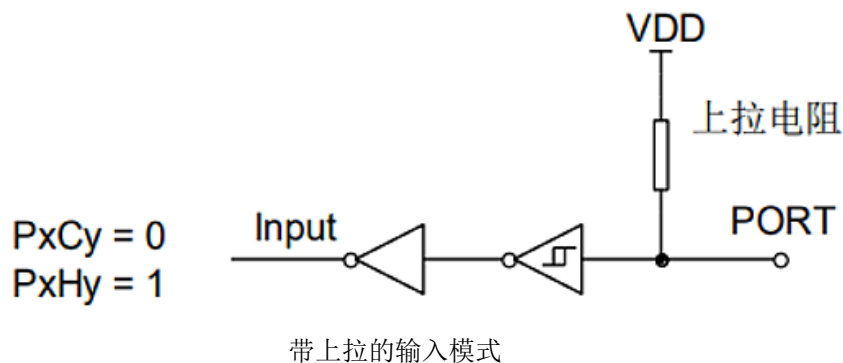 VDD
上拉电阻
PORT
Input
PxCy = 0
PxHy = 1
带上拉的输入模式